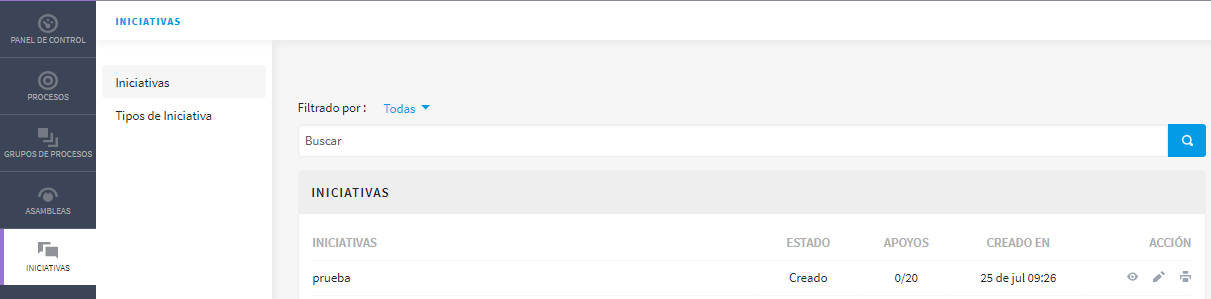 PANEL DE CONTROL
PROCESOS
GRUPOS DE PROCESOS
ASAMBLEAS
INICIATIVAS
INICIATIVAS
Iniciativas
Tipos de Iniciativa
Filtrado por : Todas
Buscar
INICIATIVAS
INICIATIVAS ESTADO APOYOS CREADO EN ACCIÓN
prueba Creado 0/20 25 de jul 09:26